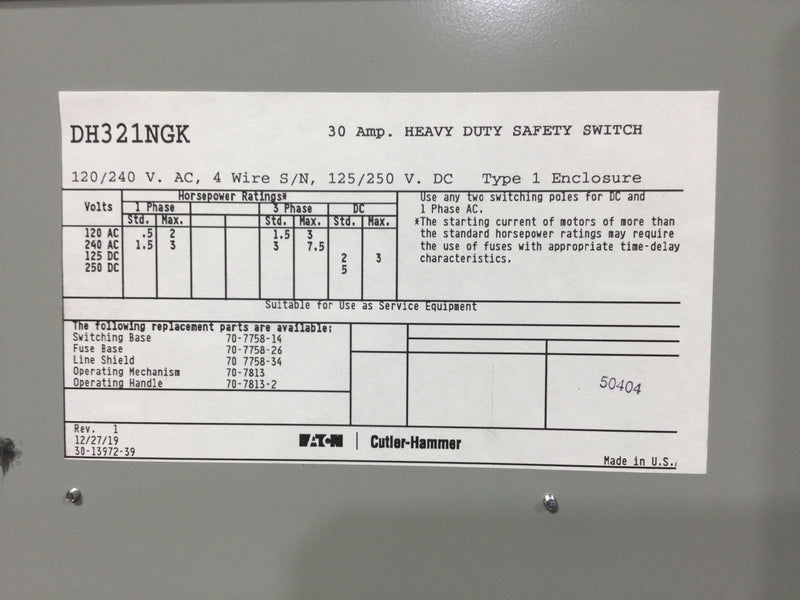 DH321NGK 30 Amp. HEAVY DUTY SAFETY SWITCH
120/240 V. AC, 4 Wire S/N, 125/250 V. DC Type 1 Enclosure
Volts Horsepower Ratings*
1 Phase 3 Phase DC
Std. Max. Std. Max. Std. Max.
120 AC .5 2 1.5 3
240 AC 1.5 3 3 7.5
125 DC 2 3
250 DC 5
Use any two switching poles for DC and
1 Phase AC.
*The starting current of motors of more than
the standard horsepower ratings may require
the use of fuses with appropriate time-delay
characteristics.
Suitable for Use as Service Equipment
The following replacement parts are available:
Switching Base 70-7758-14
Fuse Base 70-7758-26
Line Shield 70 7758-34
Operating Mechanism 70-7813
Operating Handle 70-7813-2
50404
Rev. 1
12/27/19
30-13972-39
EATON | Cutler-Hammer
Made in U.S.